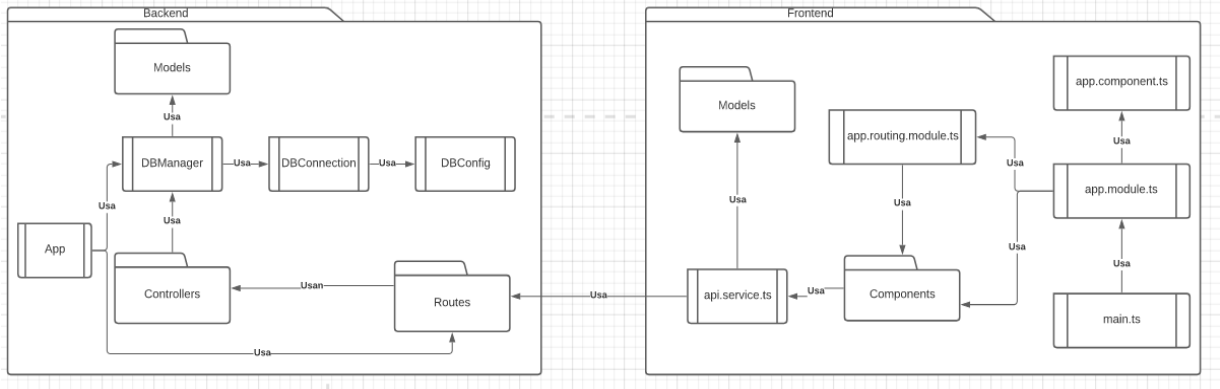 Backend
Models
Usa
DBManager
Usa
DBConnection
Usa
DBConfig
Usa
Usa
App
Controllers
Usan
Routes
Usa
Usa
Frontend
Models
app.component.ts
app.routing.module.ts
Usa
Usa
app.module.ts
Usa
Usa
Usa
Usa
api.service.ts
Usa
Components
main.ts